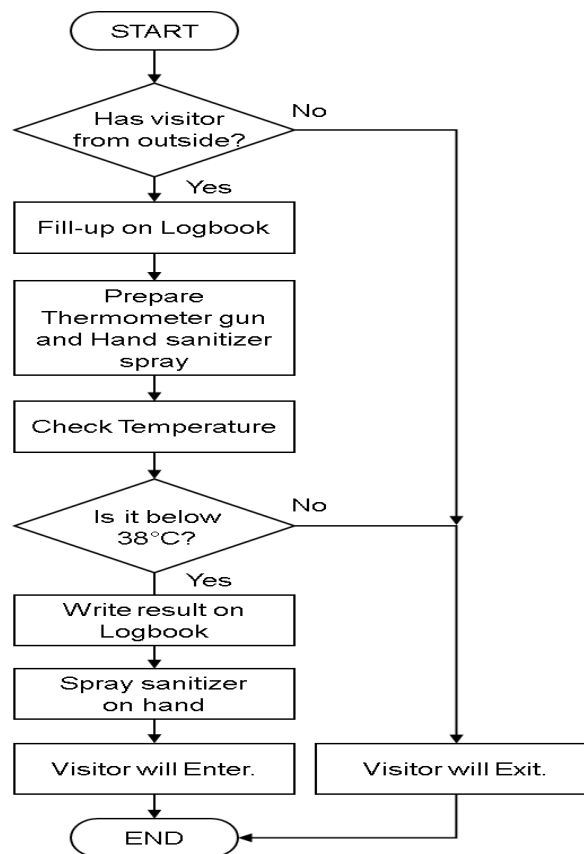 START
Has visitor
from outside?
No
Yes
Fill-up on Logbook
Prepare
Thermometer gun
and Hand sanitizer
spray
Check Temperature
Is it below
38°C?
No
Yes
Write result on
Logbook
Spray sanitizer
on hand
Visitor will Enter.
Visitor will Exit.
END